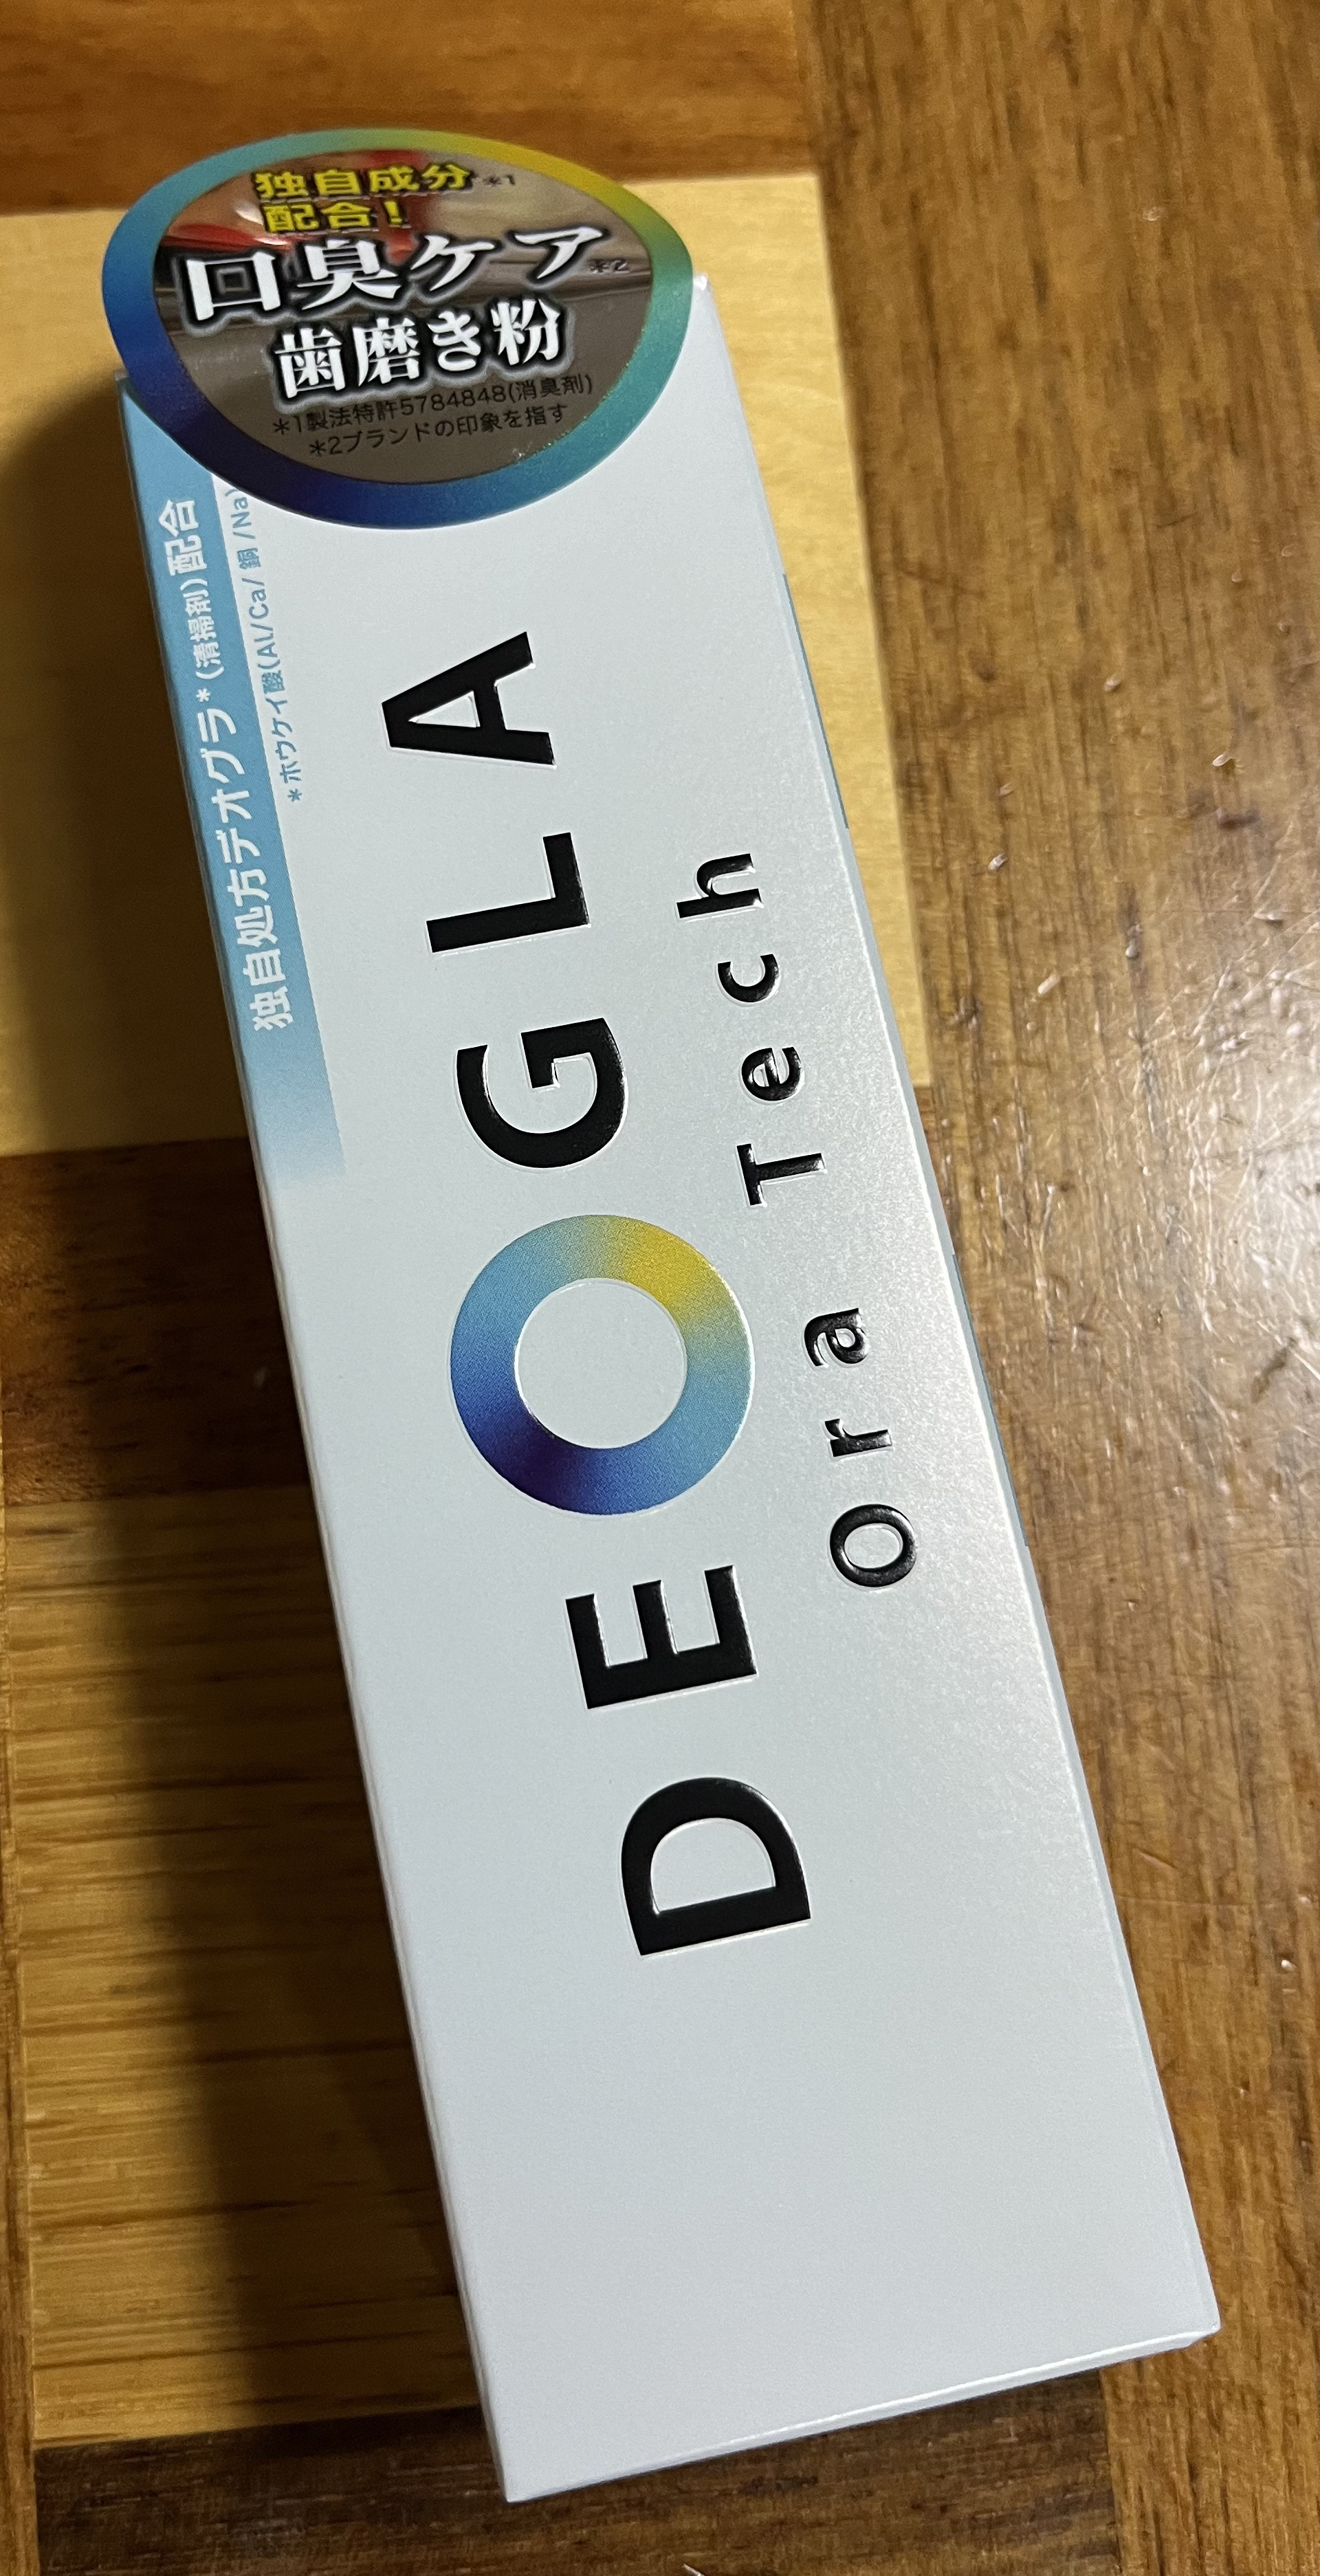 独自成分*1
配合!
口臭ケア*2
歯磨き粉
*1製法特許5784848(消臭剤)
*2ブランドの印象を指す
独自処方デオグラ*(清掃剤)配合
*ホウケイ酸(Al/Ca/銅/Na)
DEOGLA
Ora Tech